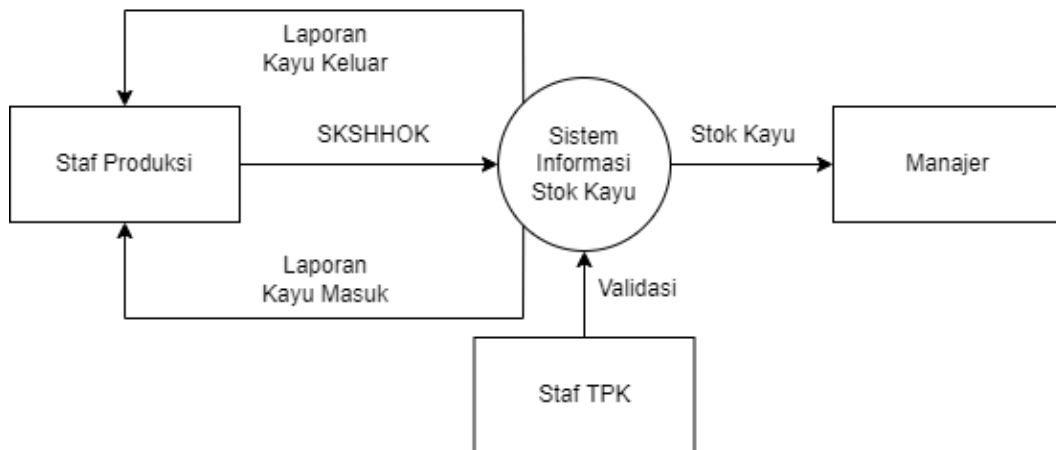 Laporan
Kayu Keluar
Staf Produksi
SKSHHOK
Sistem
Informasi
Stok Kayu
Stok Kayu
Manajer
Laporan
Kayu Masuk
Validasi
Staf TPK